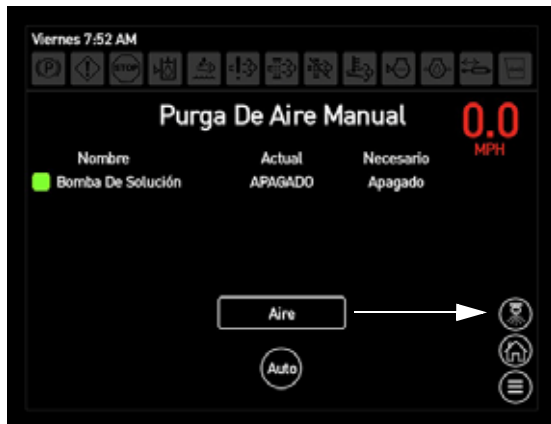 Viernes 7:52 AM
STOP
Purga De Aire Manual
0.0
MPH
Nombre Actual Necesario
Bomba De Solución APAGADO Apagado
Aire
Auto